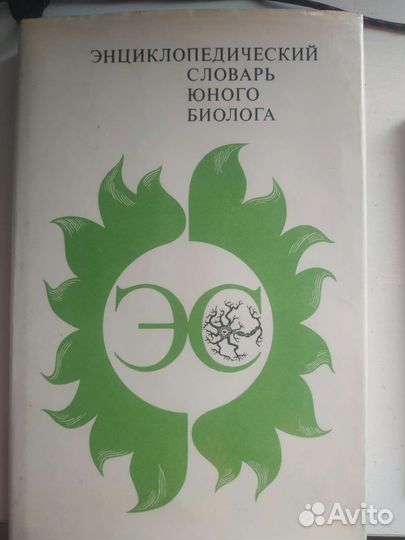 ЭНЦИКЛОПЕДИЧЕСКИЙ
СЛОВАРЬ
ЮНОГО
БИОЛОГА
ЭС
Avito